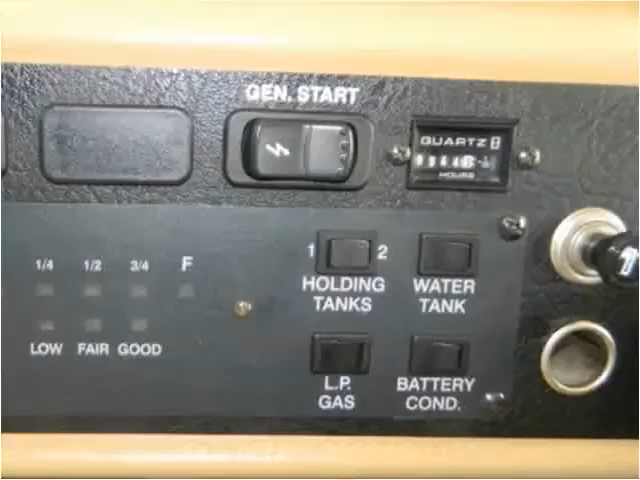 GEN. START
QUARTZ
HOURS
1/4 1/2 3/4 F
1 2
HOLDING
TANKS
WATER
TANK
LOW FAIR GOOD
L.P.
GAS
BATTERY
COND.